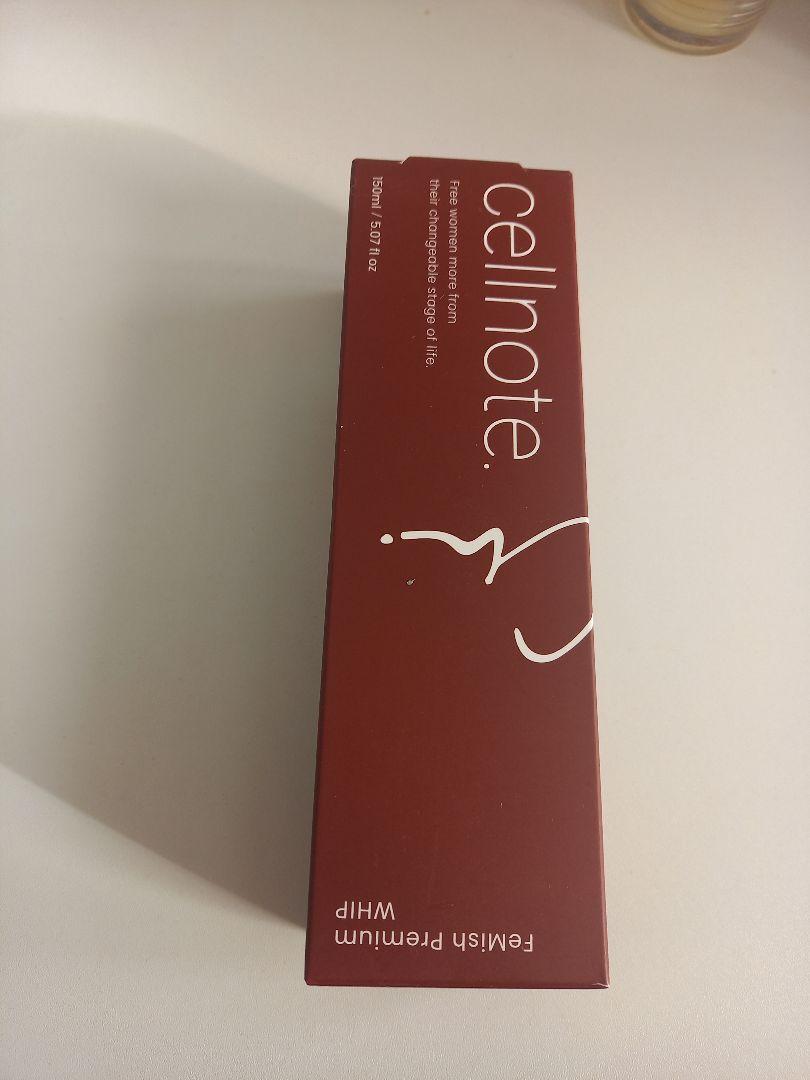 cellnote.
Free women more from
their changeable stage of life.
150ml / 5.07 fl oz
FeMish Premium
WHIP